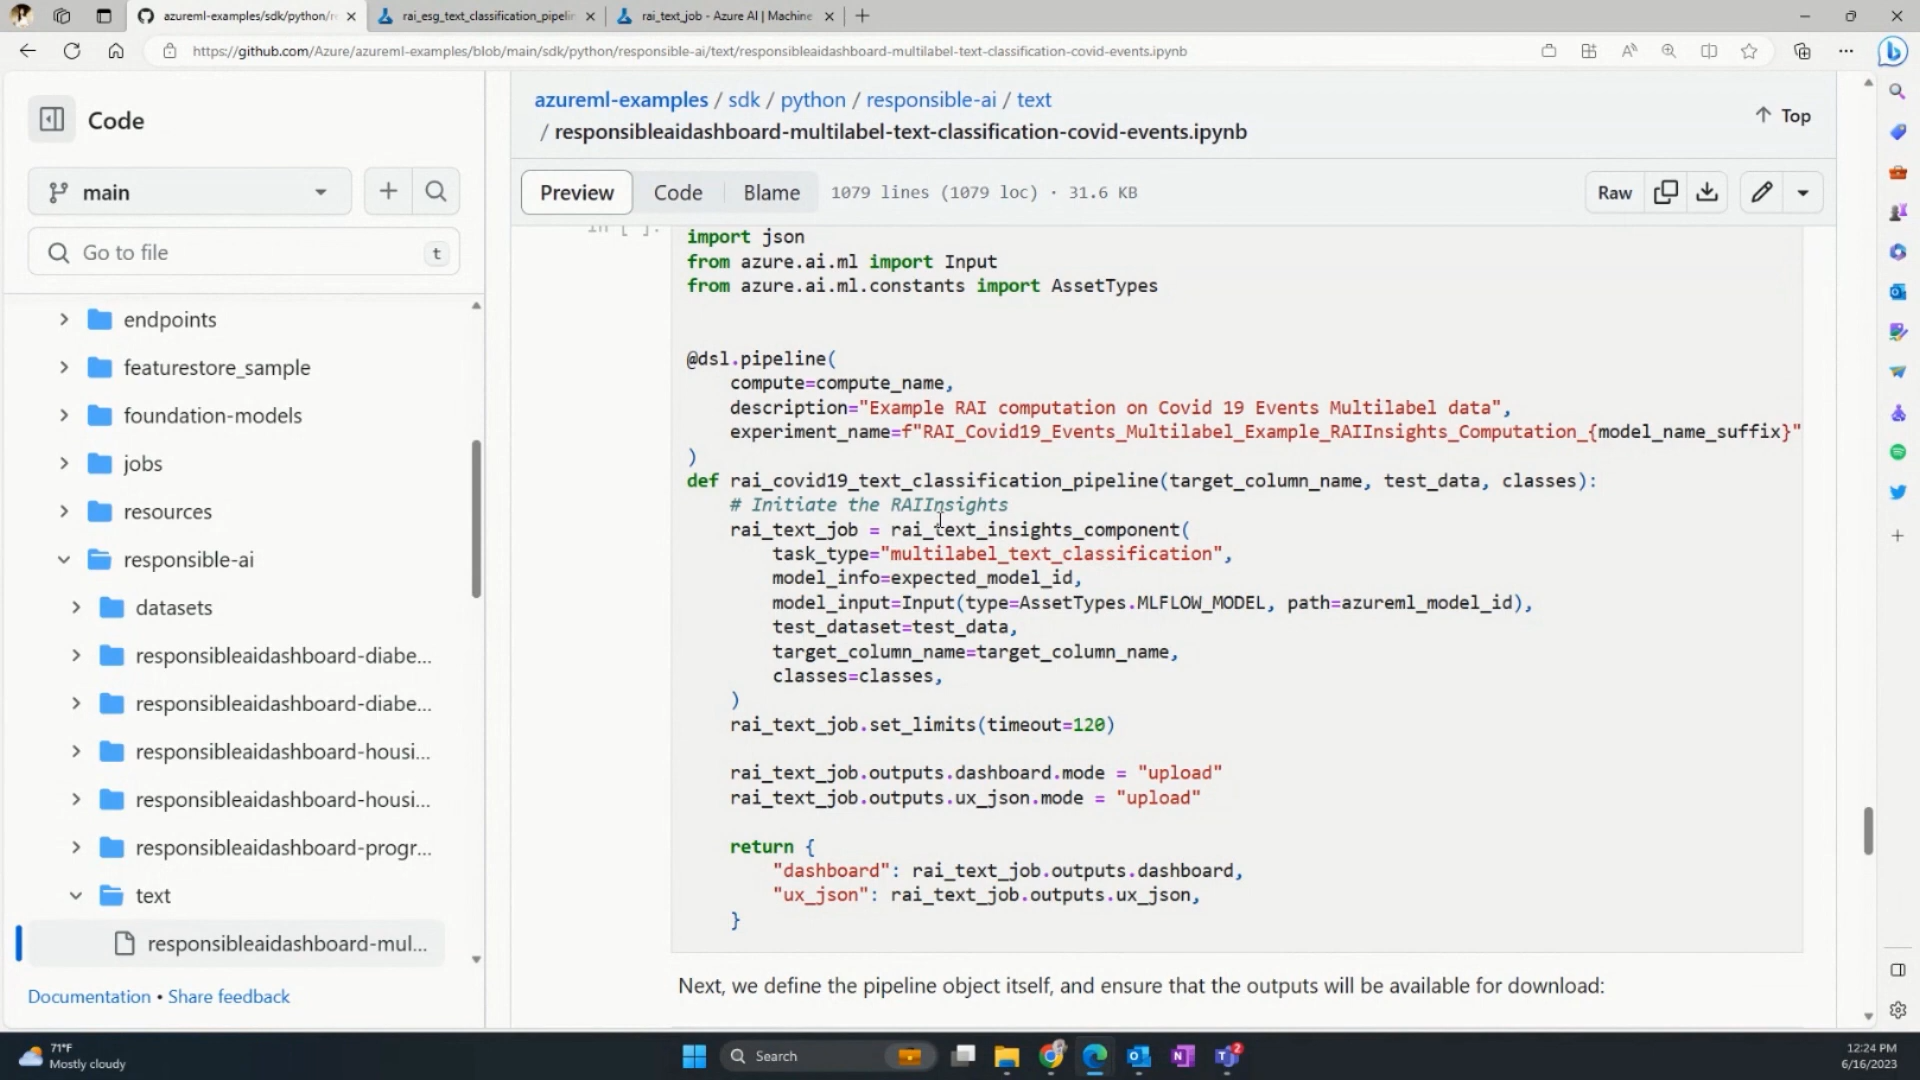 azureml-examples/sdk/python/r
rai_esg_text_classification_pipelin
rai_text_job - Azure AI | Machine
https://github.com/Azure/azureml-examples/blob/main/sdk/python/responsible-ai/text/responsibleaidashboard-multilabel-text-classification-covid-events.ipynb
Code
main
Go to file
t
endpoints
featurestore_sample
foundation-models
jobs
resources
responsible-ai
datasets
responsibleaidashboard-diabe...
responsibleaidashboard-diabe...
responsibleaidashboard-housi...
responsibleaidashboard-housi...
responsibleaidashboard-progr...
text
responsibleaidashboard-mul...
Documentation • Share feedback
azureml-examples / sdk / python / responsible-ai / text
/ responsibleaidashboard-multilabel-text-classification-covid-events.ipynb
Top
Preview Code Blame 1079 lines (1079 loc) · 31.6 KB
Raw
In [ ]:
import json
from azure.ai.ml import Input
from azure.ai.ml.constants import AssetTypes
@dsl.pipeline(
compute=compute_name,
description="Example RAI computation on Covid 19 Events Multilabel data",
experiment_name=f"RAI_Covid19_Events_Multilabel_Example_RAIInsights_Computation_{model_name_suffix}"
)
def rai_covid19_text_classification_pipeline(target_column_name, test_data, classes):
# Initiate the RAIInsights
rai_text_job = rai_text_insights_component(
task_type="multilabel_text_classification",
model_info=expected_model_id,
model_input=Input(type=AssetTypes.MLFLOW_MODEL, path=azureml_model_id),
test_dataset=test_data,
target_column_name=target_column_name,
classes=classes,
)
rai_text_job.set_limits(timeout=120)
rai_text_job.outputs.dashboard.mode = "upload"
rai_text_job.outputs.ux_json.mode = "upload"
return {
"dashboard": rai_text_job.outputs.dashboard,
"ux_json": rai_text_job.outputs.ux_json,
}
Next, we define the pipeline object itself, and ensure that the outputs will be available for download:
71°F
Mostly cloudy
Search
2
12:24 PM
6/16/2023